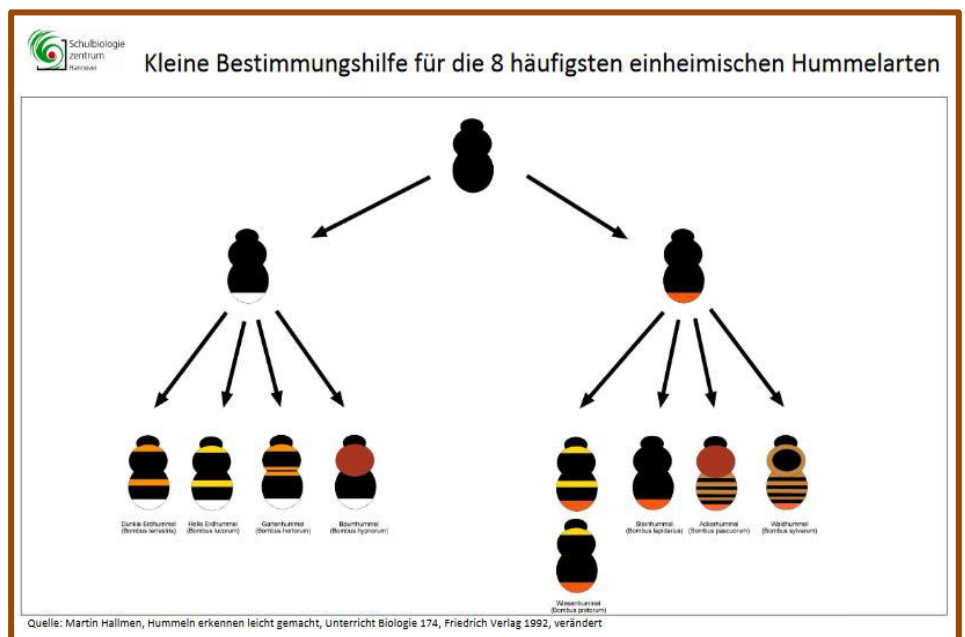 Schulbiologie
zentrum
Hannover
Kleine Bestimmungshilfe für die 8 häufigsten einheimischen Hummelarten
Dunkle Erdhummel
(Bombus terrestris)
Helle Erdhummel
(Bombus lucorum)
Gartenhummel
(Bombus hortorum)
Baumhummel
(Bombus hypnorum)
Steinhummel
(Bombus lapidarius)
Ackerhummel
(Bombus pascuorum)
Waldhummel
(Bombus sylvarum)
Wiesenhummel
(Bombus pratorum)
Quelle: Martin Hallmen, Hummeln erkennen leicht gemacht, Unterricht Biologie 174, Friedrich Verlag 1992, verändert